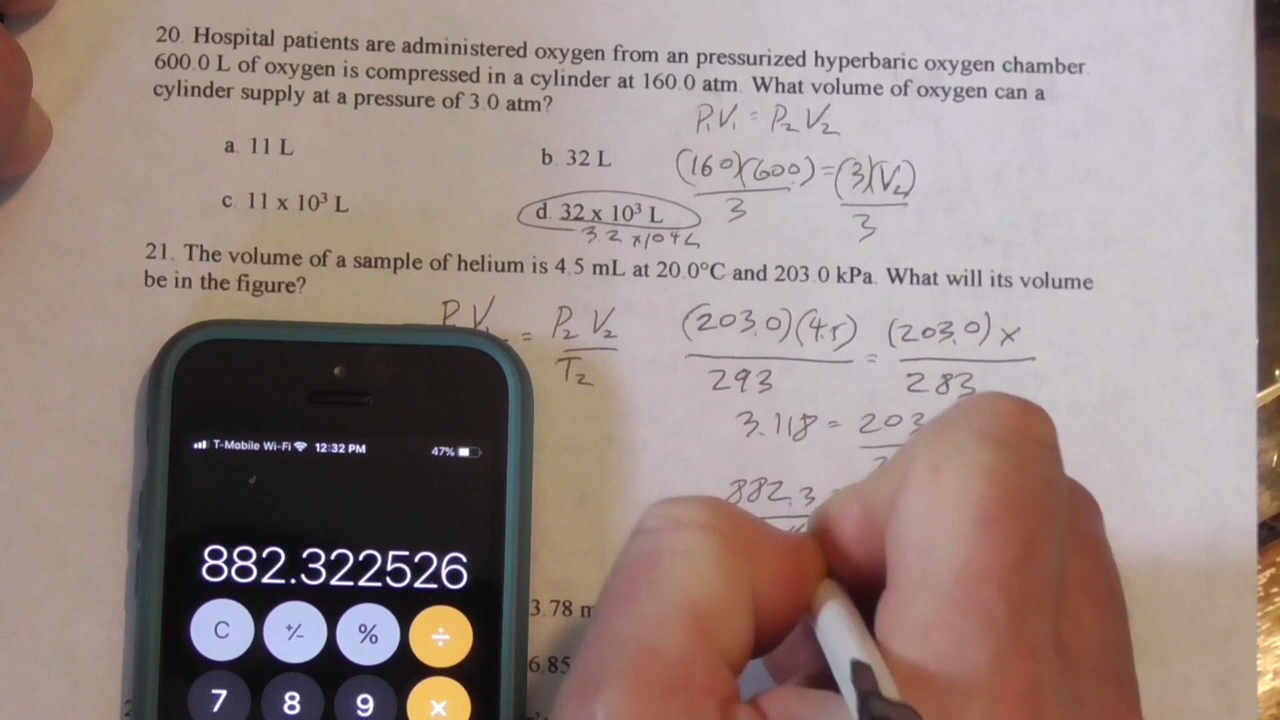 20. Hospital patients are administered oxygen from an pressurized hyperbaric oxygen chamber.
600.0 L of oxygen is compressed in a cylinder at 160.0 atm. What volume of oxygen can a
cylinder supply at a pressure of 3.0 atm?
P₁V₁ = P₂V₂
a. 11 L
b. 32 L
(160)(600.) = (3)(V₂)
3 3
c. 11 x 10³ L
d. 32 x 10³ L
3.2 x 10 4 L
21. The volume of a sample of helium is 4.5 mL at 20.0°C and 203.0 kPa. What will its volume
be in the figure?
P₁V₁ = P₂V₂
T₂
(203.0)(4.5) = (203.0) x
293 283
3.118 = 203
882.3
T-Mobile Wi-Fi 12:32 PM 47%
882.322526
C +/- % ÷
7 8 9 ×
3.78
6.85